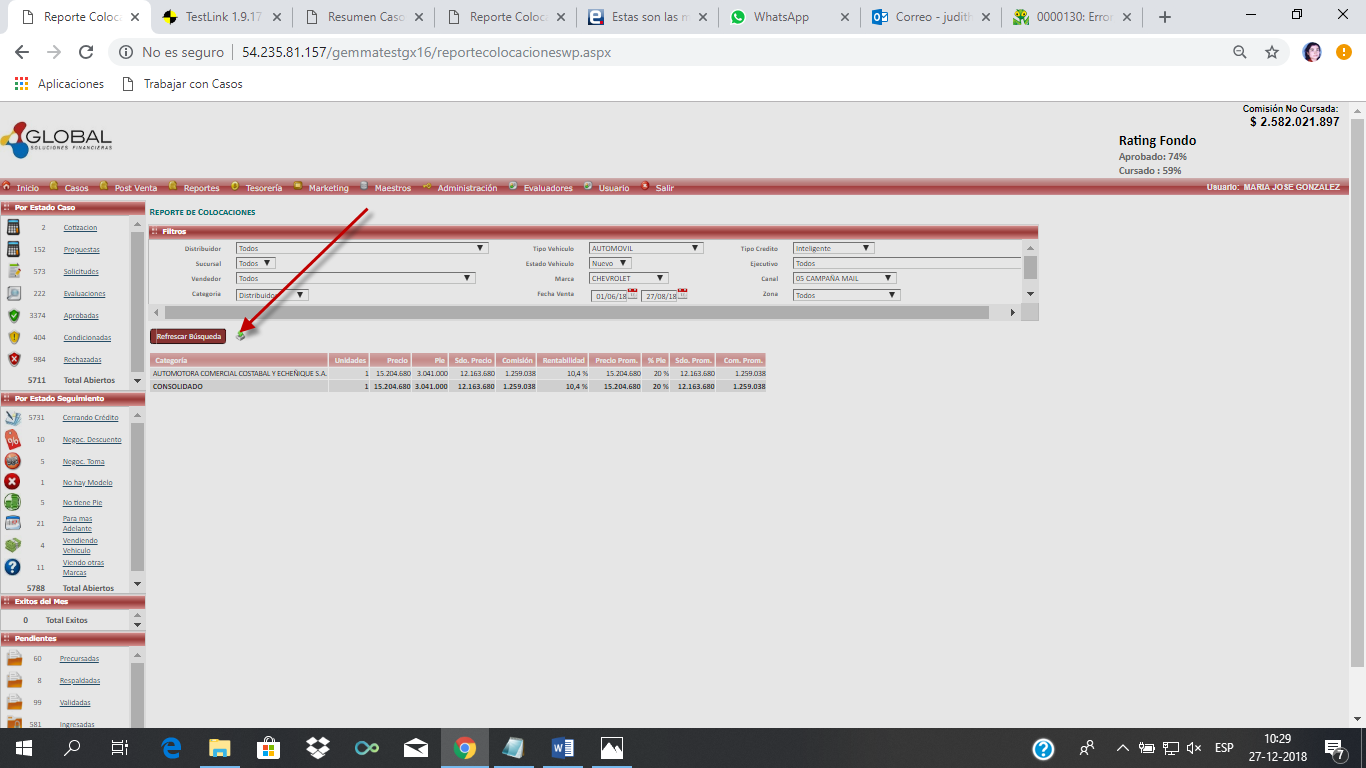 Reporte Coloca
TestLink 1.9.17
Resumen Caso
Reporte Coloca
Estas son las m
WhatsApp
Correo - judith
0000130: Error
No es seguro
54.235.81.157/gemmatestgx16/reportecolocacioneswp.aspx
Aplicaciones
Trabajar con Casos
GLOBAL
SOLUCIONES FINANCIERAS
Comisión No Cursada:
$ 2.582.021.897
Rating Fondo
Aprobado: 74%
Cursado : 59%
Inicio Casos Post Venta Reportes Tesorería Marketing Maestros Administración Evaluadores Usuario Salir
Usuario: MARIA JOSE GONZALEZ
Por Estado Caso
2 Cotizacion
152 Propuestas
573 Solicitudes
222 Evaluaciones
3374 Aprobadas
404 Condicionadas
984 Rechazadas
5711 Total Abiertos
Por Estado Seguimiento
5731 Cerrando Crédito
10 Negoc. Descuento
5 Negoc. Toma
1 No hay Modelo
5 No tiene Pie
21 Para mas
Adelante
4 Vendiendo
Vehiculo
11 Viendo otras
Marcas
5788 Total Abiertos
Exitos del Mes
0 Total Exitos
Pendientes
60 Precursadas
8 Respaldadas
99 Validadas
581 Ingresadas
REPORTE DE COLOCACIONES
Filtros
Distribuidor Todos Tipo Vehiculo AUTOMOVIL Tipo Credito Inteligente
Sucursal Todos Estado Vehiculo Nuevo Ejecutivo Todos
Vendedor Todos Marca CHEVROLET Canal 05 CAMPAÑA MAIL
Categoria Distribuidor Fecha Venta 01/06/18 27/08/18 Zona Todos
Refrescar Búsqueda
Categoría Unidades Precio Pie Sdo. Precio Comisión Rentabilidad Precio Prom. % Pie Sdo. Prom. Com. Prom.
AUTOMOTORA COMERCIAL COSTABAL Y ECHEÑIQUE S.A. 1 15.204.680 3.041.000 12.163.680 1.259.038 10,4 % 15.204.680 20 % 12.163.680 1.259.038
CONSOLIDADO 1 15.204.680 3.041.000 12.163.680 1.259.038 10,4 % 15.204.680 20 % 12.163.680 1.259.038
ESP
10:29
27-12-2018
7